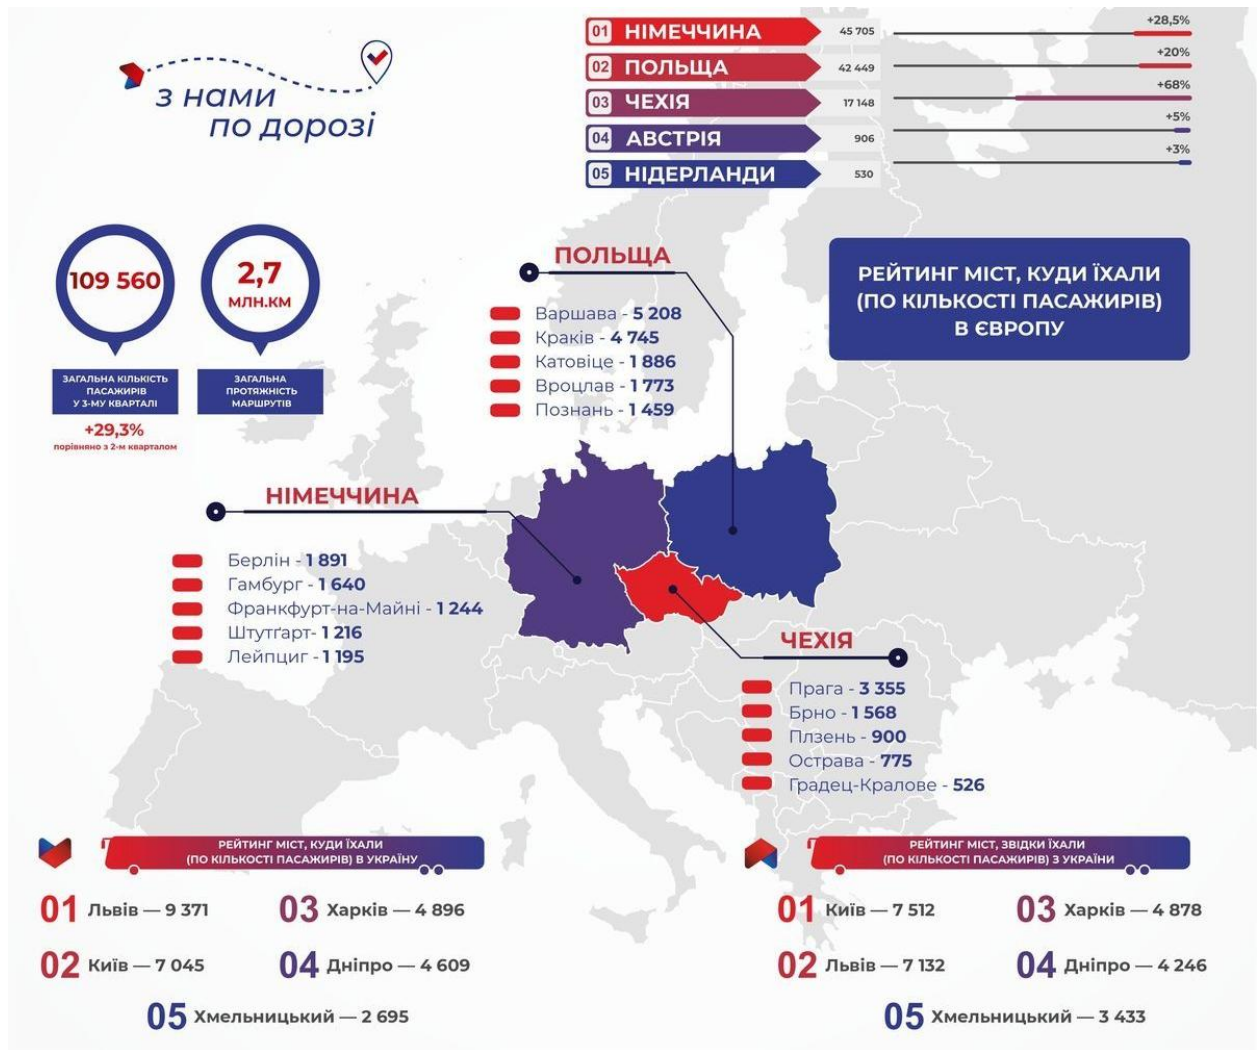 з нами
по дорозі
01 НІМЕЧЧИНА 45 705 +28,5%
02 ПОЛЬЩА 42 449 +20%
03 ЧЕХІЯ 17 148 +68%
04 АВСТРІЯ 906 +5%
05 НІДЕРЛАНДИ 530 +3%
109 560
ЗАГАЛЬНА КІЛЬКІСТЬ
ПАСАЖИРІВ
У 3-МУ КВАРТАЛІ
+29,3%
порівняно з 2-м кварталом
2,7
МЛН.КМ
ЗАГАЛЬНА
ПРОТЯЖНІСТЬ
МАРШРУТІВ
РЕЙТИНГ МІСТ, КУДИ ЇХАЛИ
(ПО КІЛЬКОСТІ ПАСАЖИРІВ)
В ЄВРОПУ
ПОЛЬЩА
Варшава - 5 208
Краків - 4 745
Катовіце - 1 886
Вроцлав - 1 773
Познань - 1 459
НІМЕЧЧИНА
Берлін - 1 891
Гамбург - 1 640
Франкфурт-на-Майні - 1 244
Штутґарт- 1 216
Лейпциг - 1 195
ЧЕХІЯ
Прага - 3 355
Брно - 1 568
Плзень - 900
Острава - 775
Градец-Кралове - 526
РЕЙТИНГ МІСТ, КУДИ ЇХАЛИ
(ПО КІЛЬКОСТІ ПАСАЖИРІВ) В УКРАЇНУ
01 Львів — 9 371
02 Київ — 7 045
03 Харків — 4 896
04 Дніпро — 4 609
05 Хмельницький — 2 695
РЕЙТИНГ МІСТ, ЗВІДКИ ЇХАЛИ
(ПО КІЛЬКОСТІ ПАСАЖИРІВ) З УКРАЇНИ
01 Київ — 7 512
02 Львів — 7 132
03 Харків — 4 878
04 Дніпро — 4 246
05 Хмельницький — 3 433